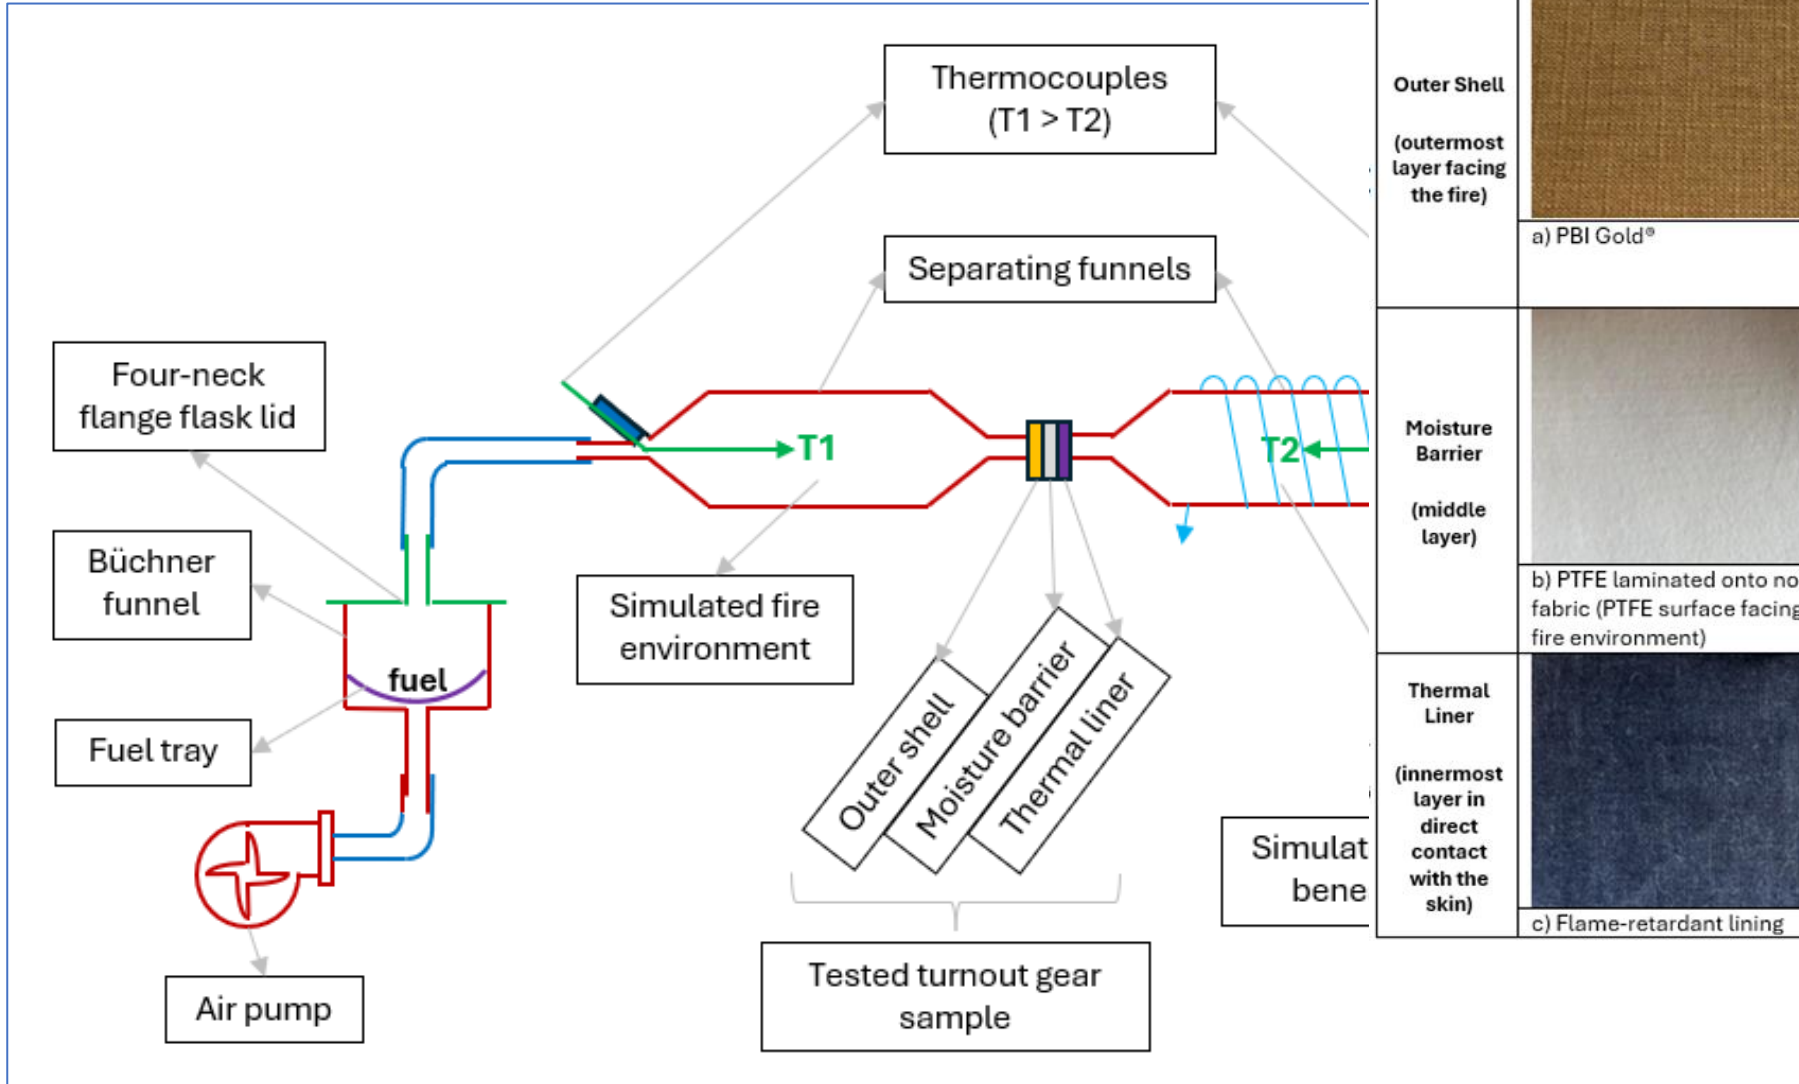 Thermocouples
(T1 > T2)
Separating funnels
Four-neck
flange flask lid
T1
T2
Büchner
funnel
Simulated fire
environment
fuel
Fuel tray
Outer shell
Moisture barrier
Thermal liner
Air pump
Tested turnout gear
sample
Simulat
bene
Outer Shell
(outermost
layer facing
the fire)
a) PBI Gold®
Moisture
Barrier
(middle
layer)
b) PTFE laminated onto no
fabric (PTFE surface facing
fire environment)
Thermal
Liner
(innermost
layer in
direct
contact
with the
skin)
c) Flame-retardant lining